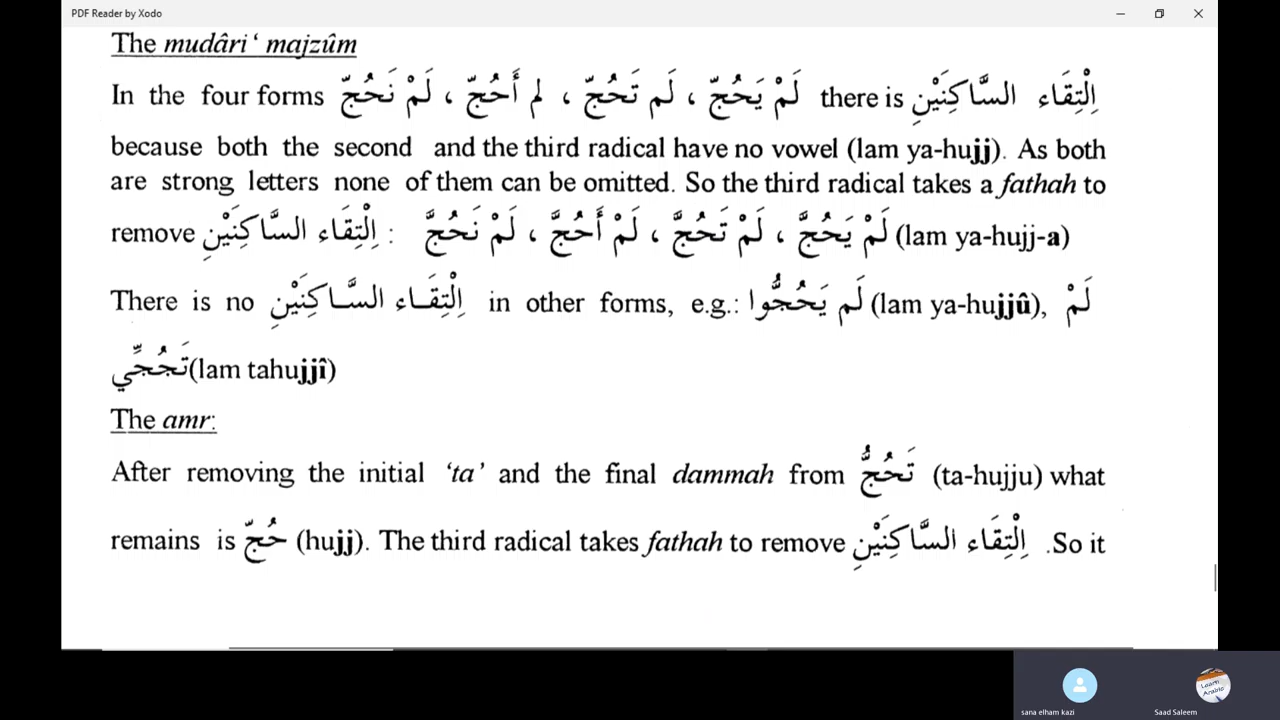 PDF Reader by Xodo
The mudâri‘ majzûm
In the four forms لَمْ يَحُجّ ، لَم تَحُجّ ، لم أَحُجّ ، لَمْ نَحُجّ there is اِلْتِقَاء السَّاكِنَيْنِ
because both the second and the third radical have no vowel (lam ya-hujj). As both
are strong letters none of them can be omitted. So the third radical takes a fathah to
remove اِلْتِقَاء السَّاكِنَيْنِ : لَمْ يَحُجَّ ، لَمْ تَحُجَّ ، لَمْ أَحُجَّ ، لَمْ نَحُجَّ (lam ya-hujj-a)
There is no اِلْتِقَاء السَّاكِنَيْنِ in other forms, e.g.: لَم يَحُجُّوا (lam ya-hujjû), لَمْ
تَحُجِّي (lam tahujjî)
The amr:
After removing the initial ‘ta’ and the final dammah from تَحُجُّ (ta-hujju) what
remains is حُجّ (hujj). The third radical takes fathah to remove اِلْتِقَاء السَّاكِنَيْنِ .So it
Learn Arabic
sana elham kazi Saad Saleem